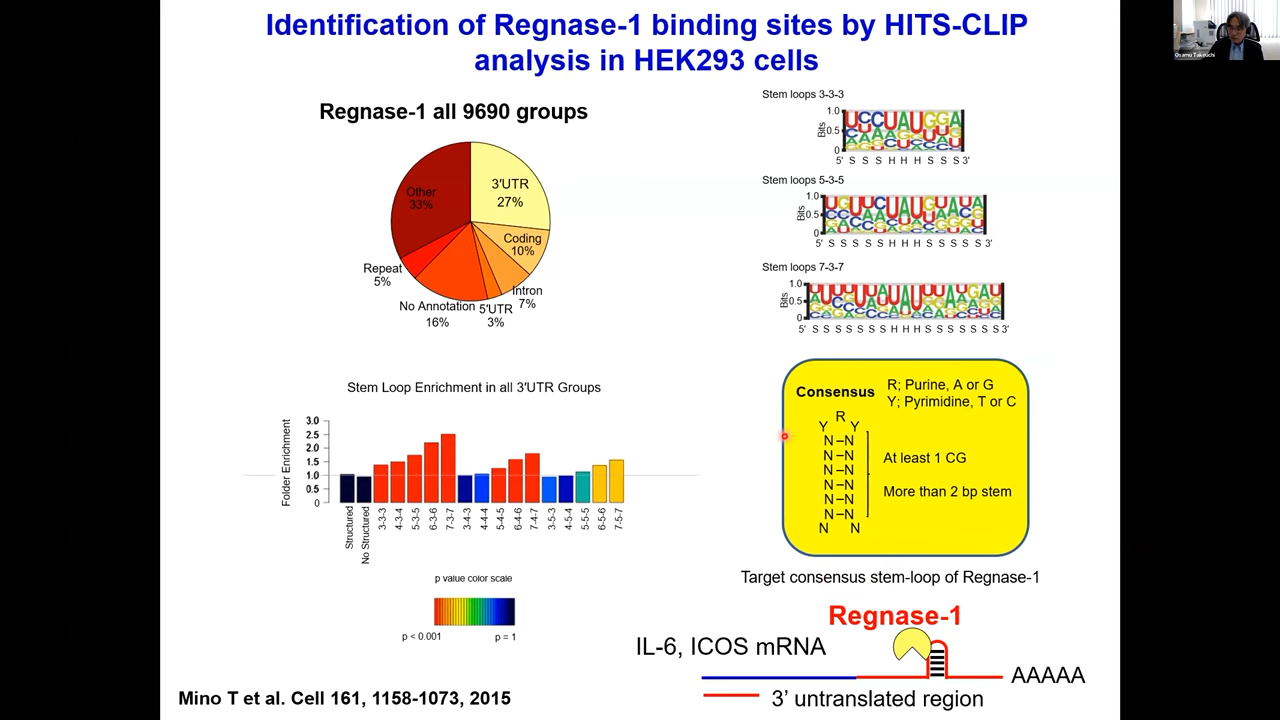 Identification of Regnase-1 binding sites by HITS-CLIP
analysis in HEK293 cells
Osamu Takeuchi
Regnase-1 all 9690 groups
Other
33%
3'UTR
27%
Coding
10%
Intron
7%
5'UTR
3%
No Annotation
16%
Repeat
5%
Stem loops 3-3-3
Bits
1.0
0.5
0
5' S S S H H H S S S 3'
Stem loops 5-3-5
Bits
1.0
0.5
0
5' S S S S S H H H S S S S S 3'
Stem loops 7-3-7
Bits
1.0
0.5
0
5' S S S S S S S H H H S S S S S S S 3'
Stem Loop Enrichment in all 3'UTR Groups
Folder Enrichment
3.0
2.5
2.0
1.5
1.0
0.5
0
Structured
No Structured
3-3-3
4-3-4
5-3-5
6-3-6
7-3-7
3-4-3
4-4-4
5-4-5
6-4-6
7-4-7
3-5-3
4-5-4
5-5-5
6-5-6
7-5-7
p value color scale
p < 0.001
p = 1
Consensus
R; Purine, A or G
Y; Pyrimidine, T or C
R
Y Y
N–N
N–N
N–N
N–N
N–N
N–N
N N
At least 1 CG
More than 2 bp stem
Target consensus stem-loop of Regnase-1
Regnase-1
IL-6, ICOS mRNA
AAAAA
3' untranslated region
Mino T et al. Cell 161, 1158-1073, 2015